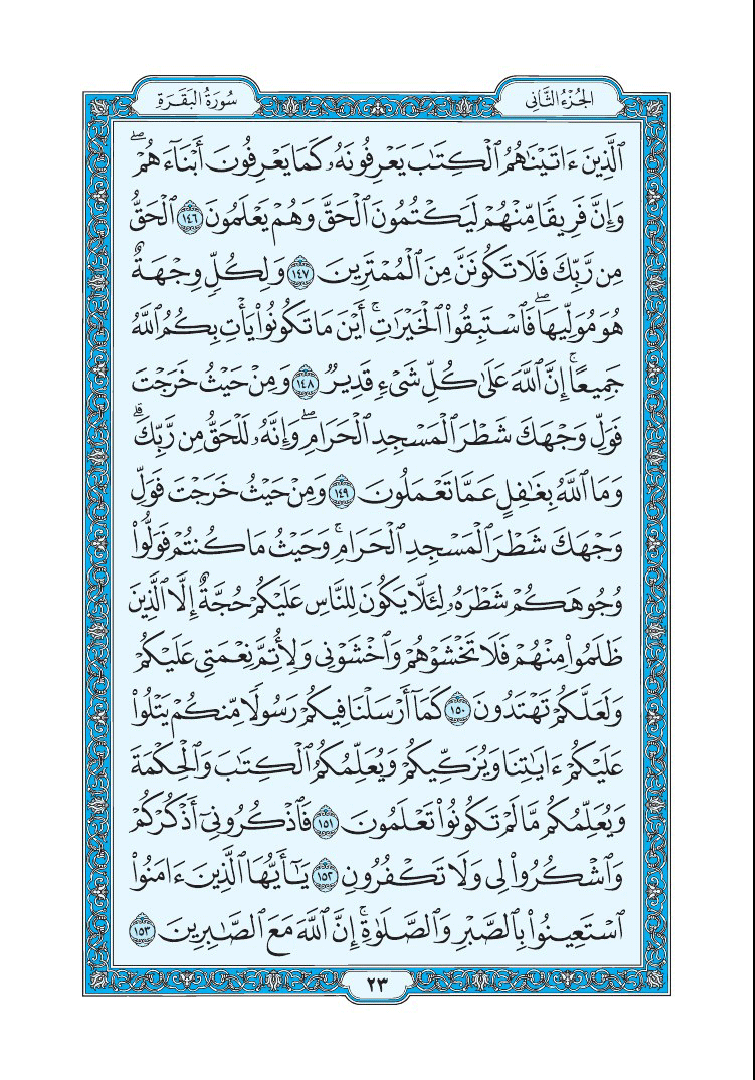 الجُزْءُ الثَّانِي
سُورَةُ البَقَرَةِ
ٱلَّذِينَ ءَاتَيْنَٰهُمُ ٱلْكِتَٰبَ يَعْرِفُونَهُۥ كَمَا يَعْرِفُونَ أَبْنَآءَهُمْۖ
وَإِنَّ فَرِيقًا مِّنْهُمْ لَيَكْتُمُونَ ٱلْحَقَّ وَهُمْ يَعْلَمُونَ ١٤٦ ٱلْحَقُّ
مِن رَّبِّكَ فَلَا تَكُونَنَّ مِنَ ٱلْمُمْتَرِينَ ١٤٧ وَلِكُلٍّ وِجْهَةٌ
هُوَ مُوَلِّيهَاۖ فَٱسْتَبِقُوا۟ ٱلْخَيْرَٰتِۚ أَيْنَ مَا تَكُونُوا۟ يَأْتِ بِكُمُ ٱللَّهُ
جَمِيعًاۚ إِنَّ ٱللَّهَ عَلَىٰ كُلِّ شَىْءٍ قَدِيرٌ ١٤٨ وَمِنْ حَيْثُ خَرَجْتَ
فَوَلِّ وَجْهَكَ شَطْرَ ٱلْمَسْجِدِ ٱلْحَرَامِۖ وَإِنَّهُۥ لَلْحَقُّ مِن رَّبِّكَۗ
وَمَا ٱللَّهُ بِغَٰفِلٍ عَمَّا تَعْمَلُونَ ١٤٩ وَمِنْ حَيْثُ خَرَجْتَ فَوَلِّ
وَجْهَكَ شَطْرَ ٱلْمَسْجِدِ ٱلْحَرَامِۚ وَحَيْثُ مَا كُنتُمْ فَوَلُّوا۟
وُجُوهَكُمْ شَطْرَهُۥ لِئَلَّا يَكُونَ لِلنَّاسِ عَلَيْكُمْ حُجَّةٌ إِلَّا ٱلَّذِينَ
ظَلَمُوا۟ مِنْهُمْ فَلَا تَخْشَوْهُمْ وَٱخْشَوْنِى وَلِأُتِمَّ نِعْمَتِى عَلَيْكُمْ
وَلَعَلَّكُمْ تَهْتَدُونَ ١٥٠ كَمَآ أَرْسَلْنَا فِيكُمْ رَسُولًا مِّنكُمْ يَتْلُوا۟
عَلَيْكُمْ ءَايَٰتِنَا وَيُزَكِّيكُمْ وَيُعَلِّمُكُمُ ٱلْكِتَٰبَ وَٱلْحِكْمَةَ
وَيُعَلِّمُكُم مَّا لَمْ تَكُونُوا۟ تَعْلَمُونَ ١٥١ فَٱذْكُرُونِىٓ أَذْكُرْكُمْ
وَٱشْكُرُوا۟ لِى وَلَا تَكْفُرُونِ ١٥٢ يَٰٓأَيُّهَا ٱلَّذِينَ ءَامَنُوا۟
ٱسْتَعِينُوا۟ بِٱلصَّبْرِ وَٱلصَّلَوٰةِۚ إِنَّ ٱللَّهَ مَعَ ٱلصَّٰبِرِينَ ١٥٣
٢٣